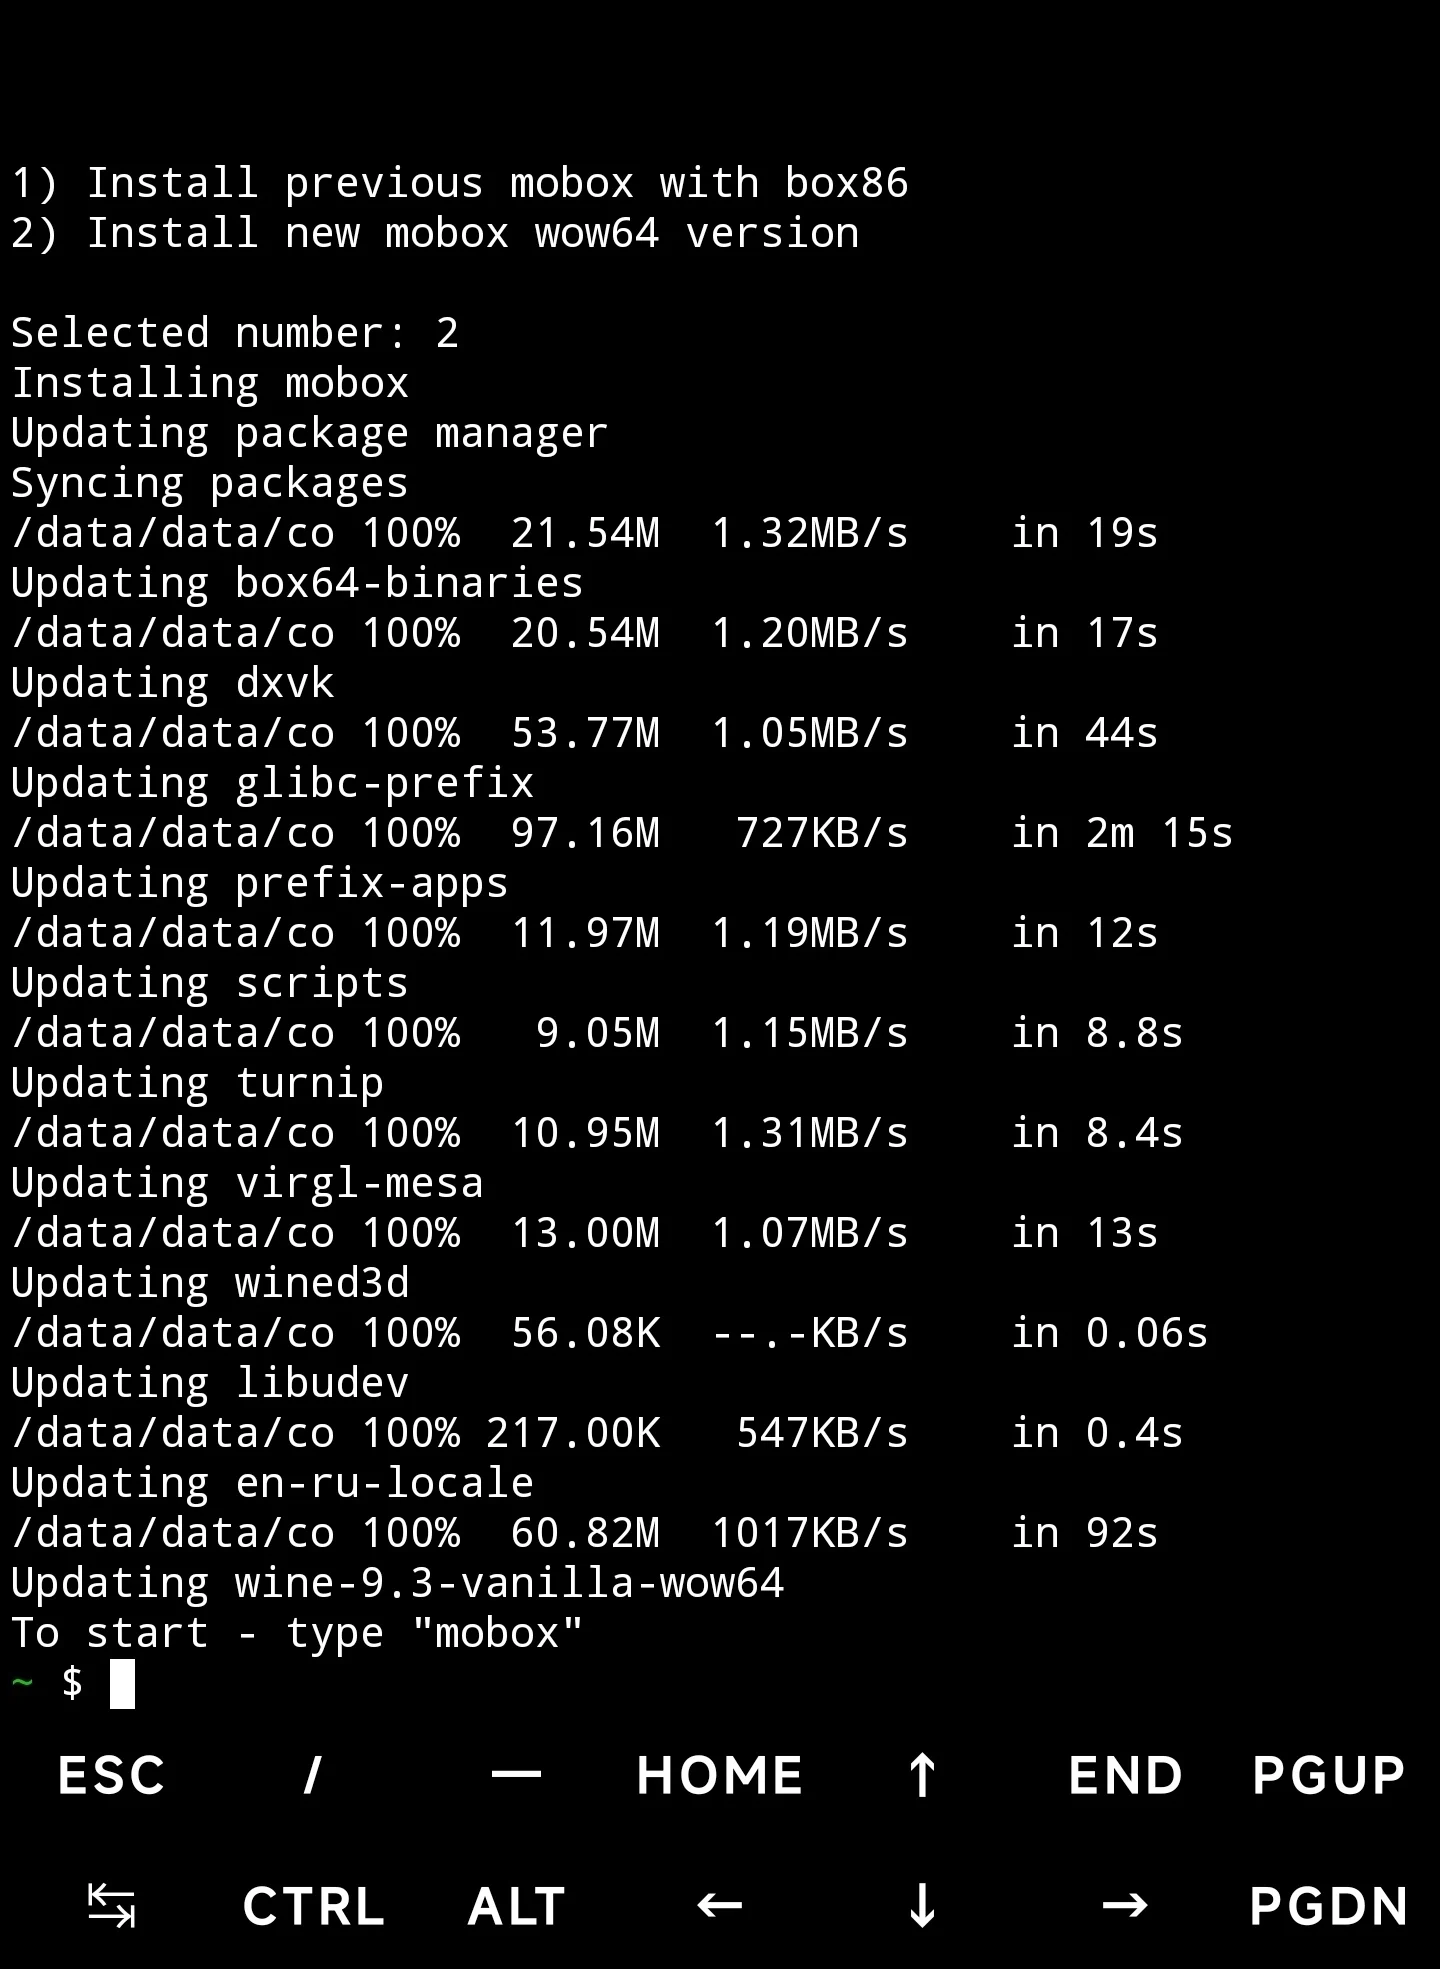 1) Install previous mobox with box86
2) Install new mobox wow64 version
Selected number: 2
Installing mobox
Updating package manager
Syncing packages
/data/data/co 100%  21.54M  1.32MB/s    in 19s
Updating box64-binaries
/data/data/co 100%  20.54M  1.20MB/s    in 17s
Updating dxvk
/data/data/co 100%  53.77M  1.05MB/s    in 44s
Updating glibc-prefix
/data/data/co 100%  97.16M   727KB/s    in 2m 15s
Updating prefix-apps
/data/data/co 100%  11.97M  1.19MB/s    in 12s
Updating scripts
/data/data/co 100%   9.05M  1.15MB/s    in 8.8s
Updating turnip
/data/data/co 100%  10.95M  1.31MB/s    in 8.4s
Updating virgl-mesa
/data/data/co 100%  13.00M  1.07MB/s    in 13s
Updating wined3d
/data/data/co 100%  56.08K  --.-KB/s    in 0.06s
Updating libudev
/data/data/co 100% 217.00K   547KB/s    in 0.4s
Updating en-ru-locale
/data/data/co 100%  60.82M  1017KB/s    in 92s
Updating wine-9.3-vanilla-wow64
To start - type "mobox"
~ $
ESC / — HOME ↑ END PGUP
↹ CTRL ALT ← ↓ → PGDN